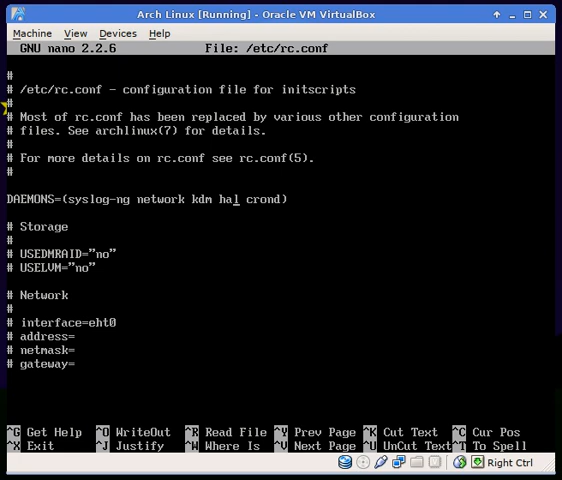 Arch Linux [Running] - Oracle VM VirtualBox
Machine View Devices Help
GNU nano 2.2.6 File: /etc/rc.conf
#
# /etc/rc.conf - configuration file for initscripts
#
# Most of rc.conf has been replaced by various other configuration
# files. See archlinux(7) for details.
#
# For more details on rc.conf see rc.conf(5).
#
DAEMONS=(syslog-ng network kdm hal crond)
# Storage
#
# USEDMRAID="no"
# USELVM="no"
# Network
#
# interface=eht0
# address=
# netmask=
# gateway=
^G Get Help ^O WriteOut ^R Read File ^Y Prev Page ^K Cut Text ^C Cur Pos
^X Exit ^J Justify ^W Where Is ^V Next Page ^U UnCut Text ^T To Spell
Right Ctrl